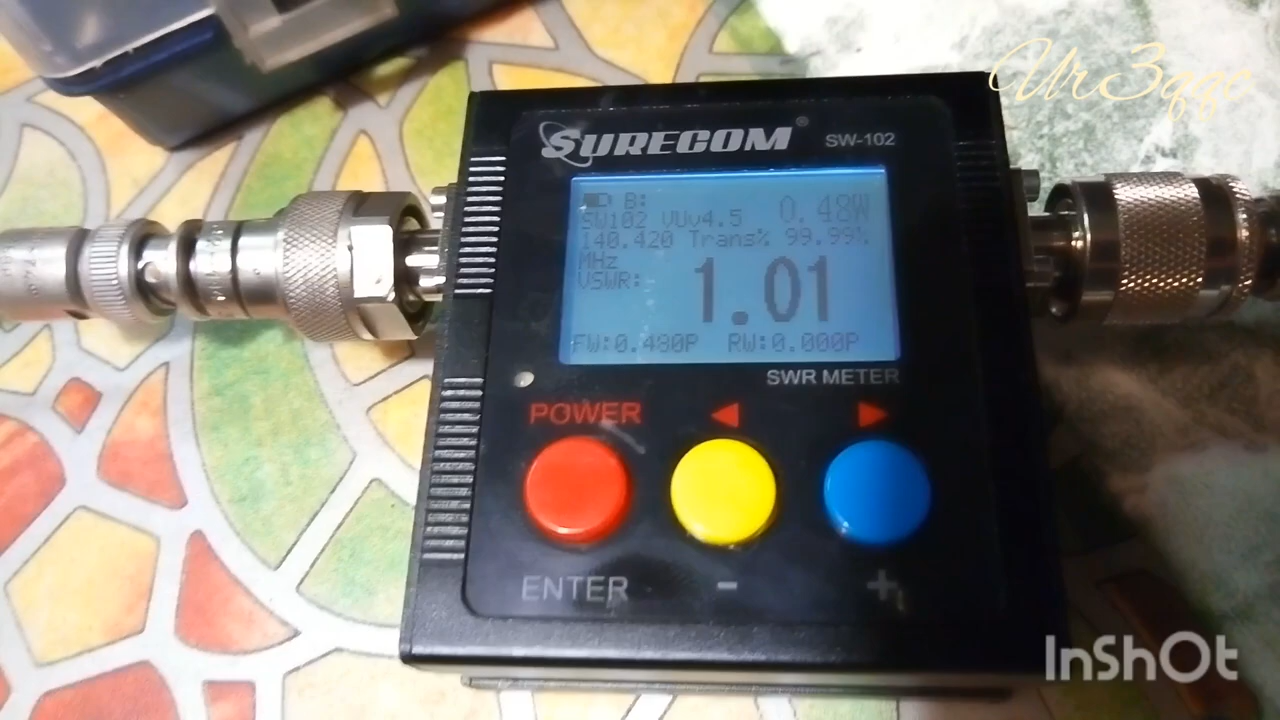 Ur3qqc
SURECOM® SW-102
B:
SW102 VUv4.5 0.48W
140.420 Trans% 99.99%
MHz
VSWR: 1.01
FW:0.480P RW:0.000P
SWR METER
POWER
ENTER - +
InShOt